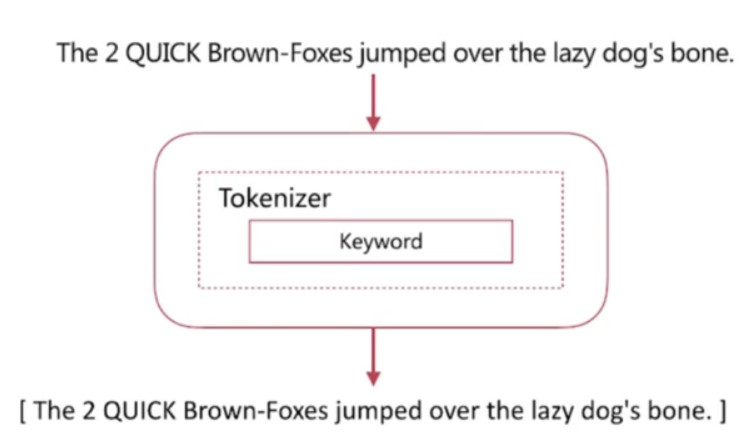 The 2 QUICK Brown-Foxes jumped over the lazy dog's bone.
Tokenizer
Keyword
[ The 2 QUICK Brown-Foxes jumped over the lazy dog's bone. ]